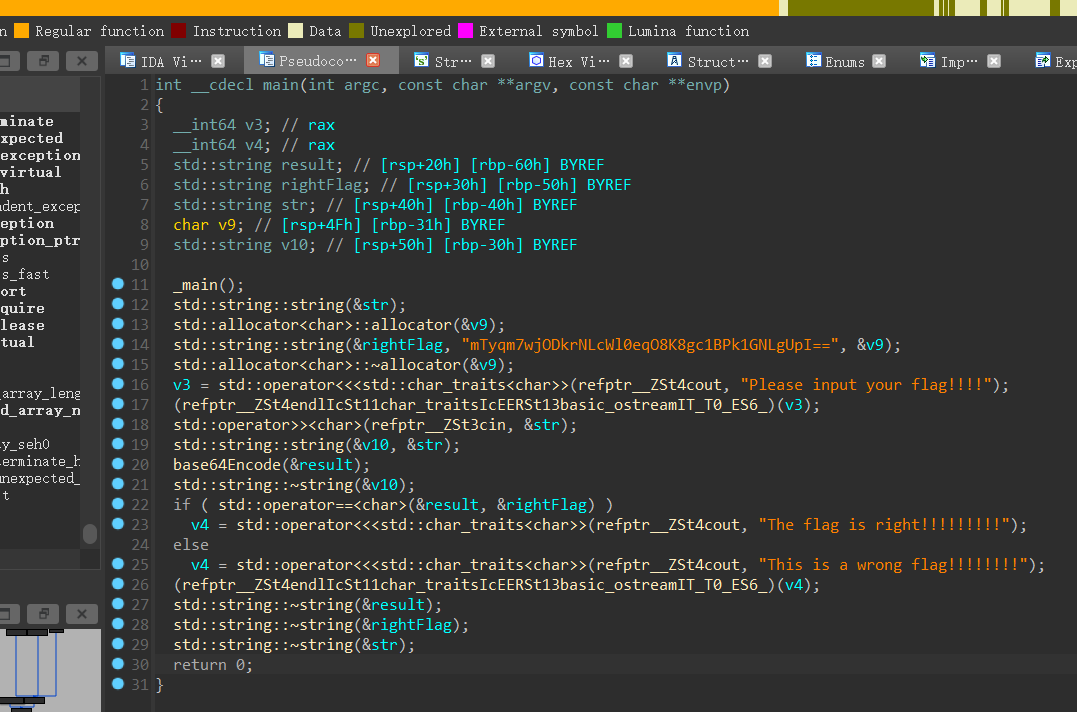 n Regular function Instruction Data Unexplored External symbol Lumina function
IDA Vi··· Pseudoco··· Str··· Hex Vi··· Struct··· Enums Imp··· Exp
minate
xpected
exception
virtual
h
ndent_excep
eption
ption_ptr
s
s_fast
ort
quire
lease
tual
_array_leng
d_array_n
y_seh0
terminate_h
unexpected_
t
1 int __cdecl main(int argc, const char **argv, const char **envp)
2 {
3 __int64 v3; // rax
4 __int64 v4; // rax
5 std::string result; // [rsp+20h] [rbp-60h] BYREF
6 std::string rightFlag; // [rsp+30h] [rbp-50h] BYREF
7 std::string str; // [rsp+40h] [rbp-40h] BYREF
8 char v9; // [rsp+4Fh] [rbp-31h] BYREF
9 std::string v10; // [rsp+50h] [rbp-30h] BYREF
10
11 _main();
12 std::string::string(&str);
13 std::allocator<char>::allocator(&v9);
14 std::string::string(&rightFlag, "mTyqm7wjODkrNLcWl0eqO8K8gc1BPk1GNLgUpI==", &v9);
15 std::allocator<char>::~allocator(&v9);
16 v3 = std::operator<<<std::char_traits<char>>(refptr__ZSt4cout, "Please input your flag!!!!");
17 (refptr__ZSt4endlIcSt11char_traitsIcEERSt13basic_ostreamIT_T0_ES6_)(v3);
18 std::operator>><char>(refptr__ZSt3cin, &str);
19 std::string::string(&v10, &str);
20 base64Encode(&result);
21 std::string::~string(&v10);
22 if ( std::operator==<char>(&result, &rightFlag) )
23 v4 = std::operator<<<std::char_traits<char>>(refptr__ZSt4cout, "The flag is right!!!!!!!!!");
24 else
25 v4 = std::operator<<<std::char_traits<char>>(refptr__ZSt4cout, "This is a wrong flag!!!!!!!!");
26 (refptr__ZSt4endlIcSt11char_traitsIcEERSt13basic_ostreamIT_T0_ES6_)(v4);
27 std::string::~string(&result);
28 std::string::~string(&rightFlag);
29 std::string::~string(&str);
30 return 0;
31 }